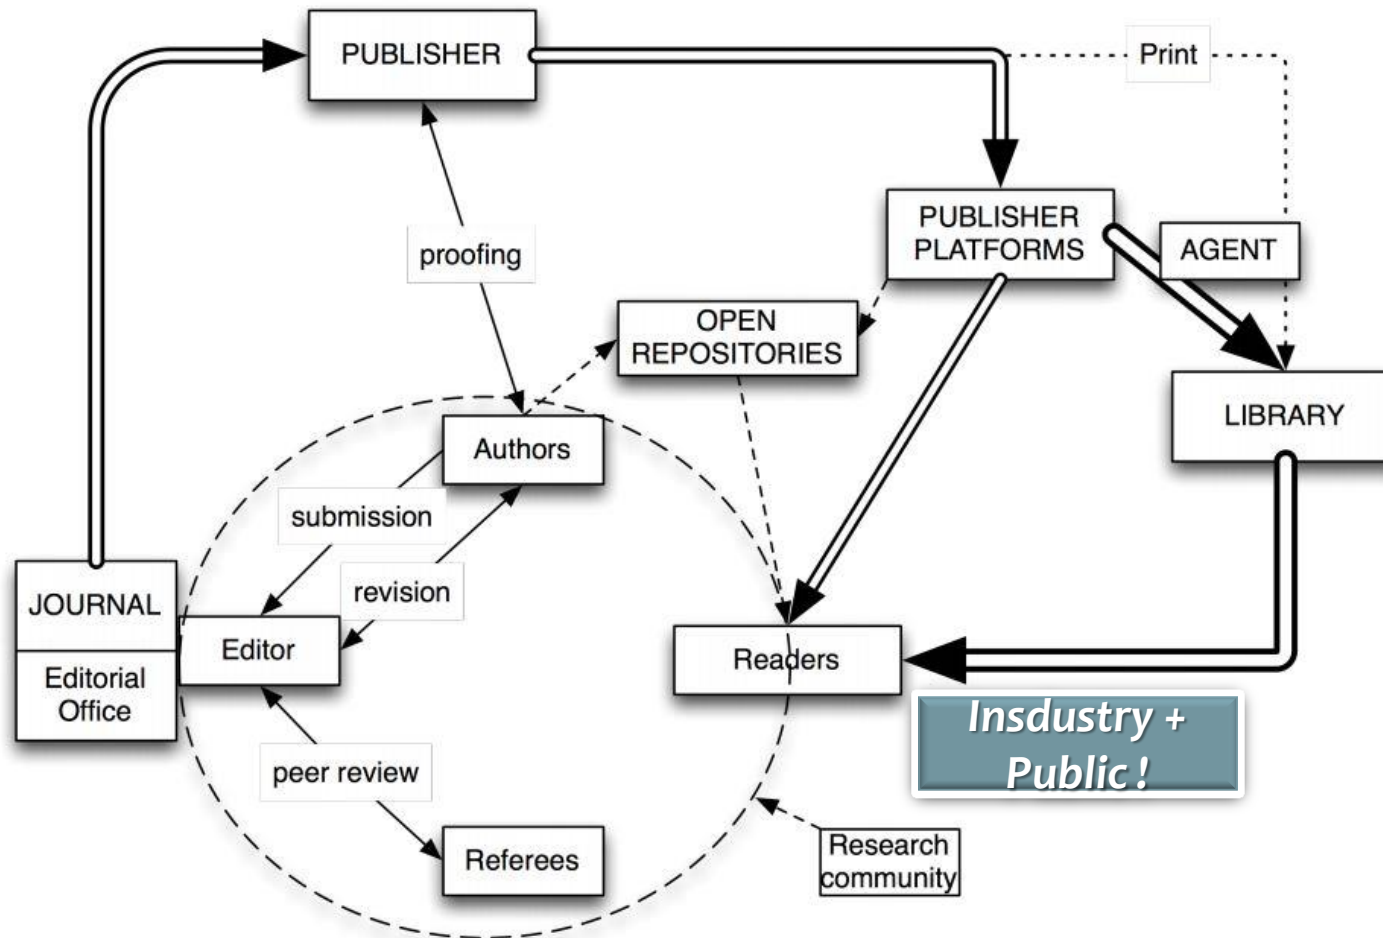 PUBLISHER
Print
PUBLISHER
PLATFORMS
AGENT
proofing
OPEN
REPOSITORIES
LIBRARY
Authors
submission
revision
JOURNAL
Editorial
Office
Editor
Readers
Insdustry +
Public !
peer review
Referees
Research
community